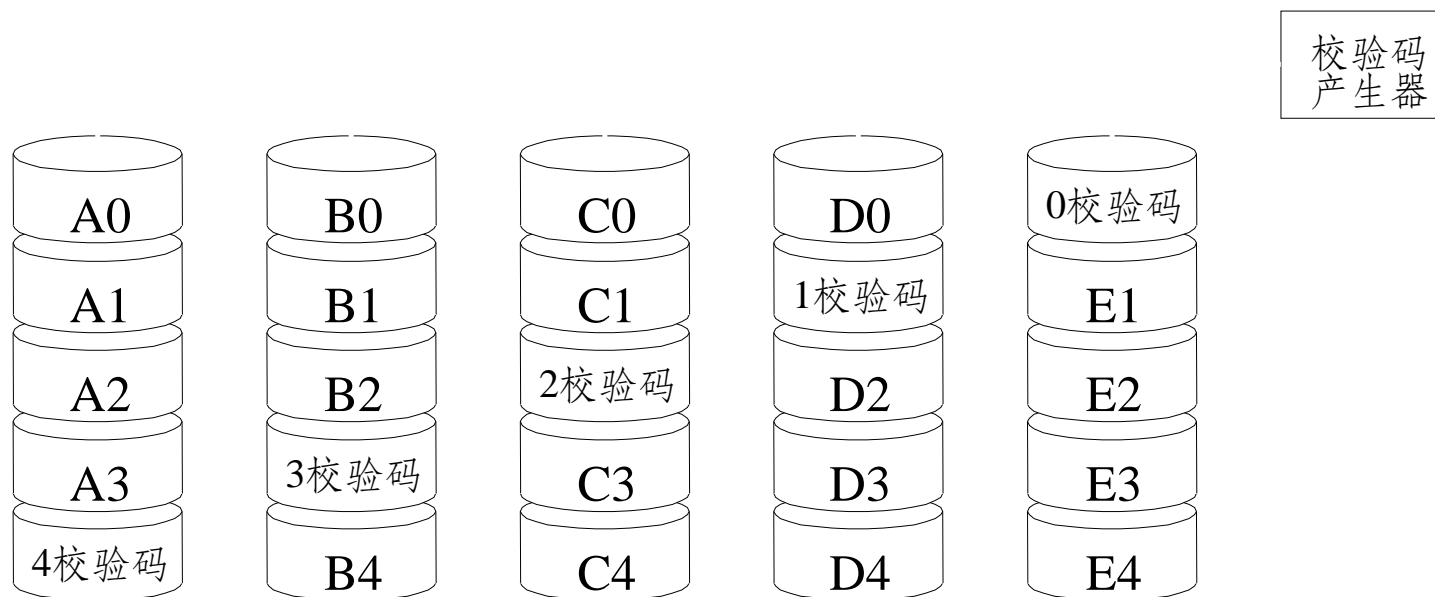 校验码
产生器
A0 B0 C0 D0 0校验码
A1 B1 C1 1校验码 E1
A2 B2 2校验码 D2 E2
A3 3校验码 C3 D3 E3
4校验码 B4 C4 D4 E4